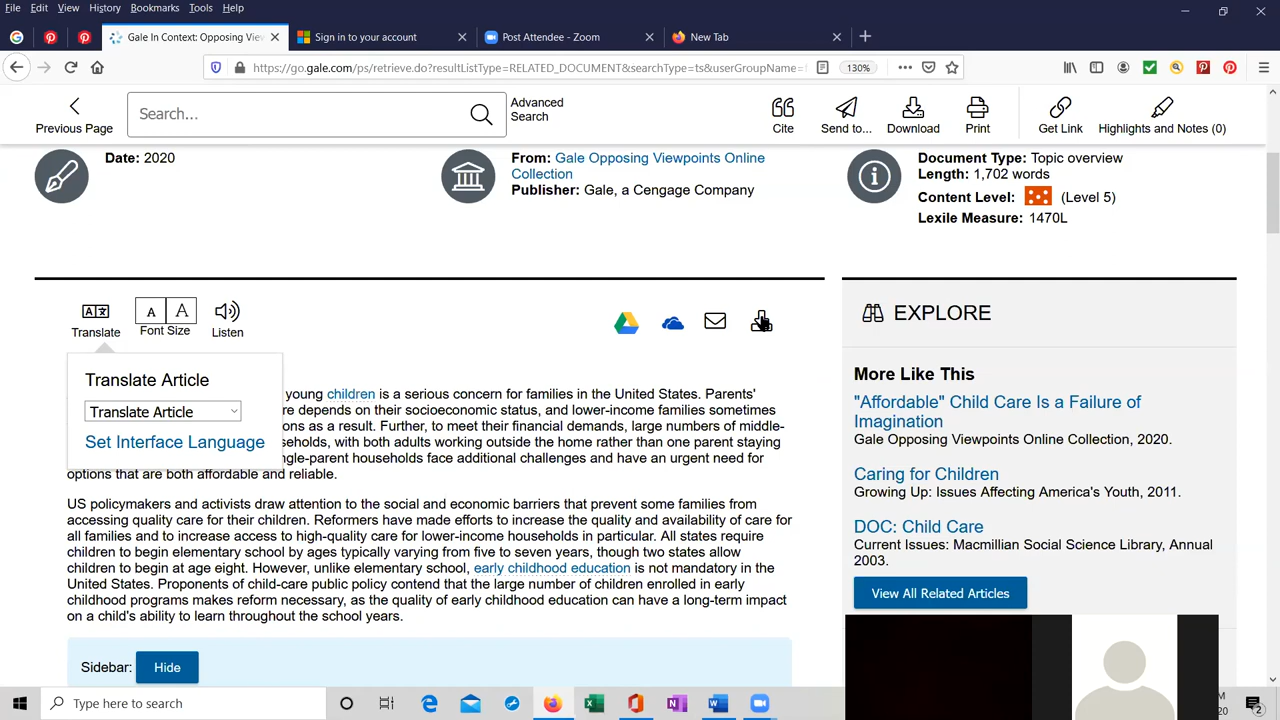 File Edit View History Bookmarks Tools Help
Gale In Context: Opposing View
Sign in to your account
Post Attendee - Zoom
New Tab
https://go.gale.com/ps/retrieve.do?resultListType=RELATED_DOCUMENT&searchType=ts&userGroupName=
130%
Previous Page
Search...
Advanced
Search
Cite
Send to...
Download
Print
Get Link
Highlights and Notes (0)
Date: 2020
From: Gale Opposing Viewpoints Online
Collection
Publisher: Gale, a Cengage Company
Document Type: Topic overview
Length: 1,702 words
Content Level: (Level 5)
Lexile Measure: 1470L
Translate
A A
Font Size
Listen
Translate Article
Translate Article
Set Interface Language
young children is a serious concern for families in the United States. Parents'
re depends on their socioeconomic status, and lower-income families sometimes
ons as a result. Further, to meet their financial demands, large numbers of middle-
seholds, with both adults working outside the home rather than one parent staying
ngle-parent households face additional challenges and have an urgent need for
options that are both affordable and reliable.
US policymakers and activists draw attention to the social and economic barriers that prevent some families from
accessing quality care for their children. Reformers have made efforts to increase the quality and availability of care for
all families and to increase access to high-quality care for lower-income households in particular. All states require
children to begin elementary school by ages typically varying from five to seven years, though two states allow
children to begin at age eight. However, unlike elementary school, early childhood education is not mandatory in the
United States. Proponents of child-care public policy contend that the large number of children enrolled in early
childhood programs makes reform necessary, as the quality of early childhood education can have a long-term impact
on a child's ability to learn throughout the school years.
Sidebar: Hide
EXPLORE
More Like This
"Affordable" Child Care Is a Failure of
Imagination
Gale Opposing Viewpoints Online Collection, 2020.
Caring for Children
Growing Up: Issues Affecting America's Youth, 2011.
DOC: Child Care
Current Issues: Macmillan Social Science Library, Annual
2003.
View All Related Articles
Type here to search
M
20
2